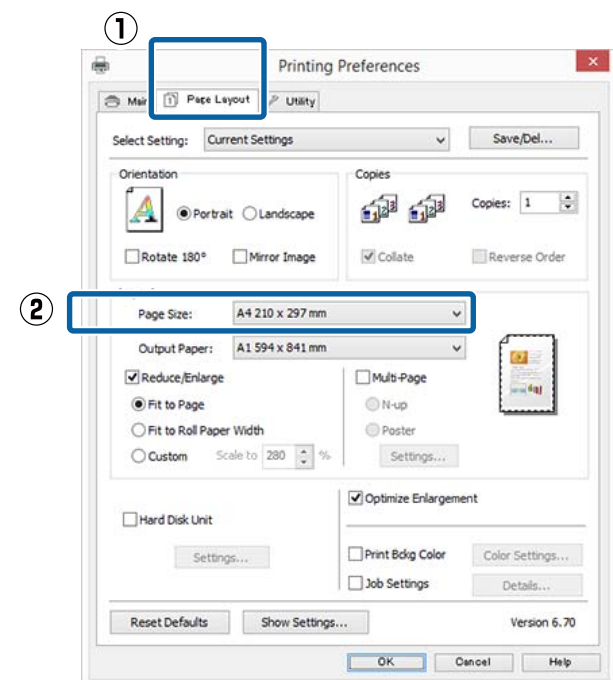 ①
Printing Preferences
Main Page Layout Utility
Select Setting: Current Settings Save/Del...
Orientation Copies
Portrait Landscape Copies: 1
Rotate 180° Mirror Image Collate Reverse Order
② Page Size: A4 210 x 297 mm
Output Paper: A1 594 x 841 mm
Reduce/Enlarge Multi-Page
Fit to Page N-up
Fit to Roll Paper Width Poster
Custom Scale to 280 % Settings...
Optimize Enlargement
Hard Disk Unit
Settings... Print Bckg Color Color Settings...
Job Settings Details...
Reset Defaults Show Settings... Version 6.70
OK Cancel Help